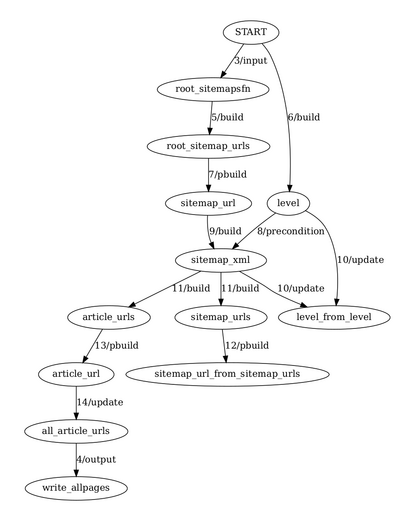 START
3/input
root_sitemapsfn
5/build
6/build
root_sitemap_urls
7/pbuild
sitemap_url
level
9/build
8/precondition
sitemap_xml
10/update
11/build
11/build
10/update
article_urls
sitemap_urls
level_from_level
13/pbuild
12/pbuild
article_url
sitemap_url_from_sitemap_urls
14/update
all_article_urls
4/output
write_allpages